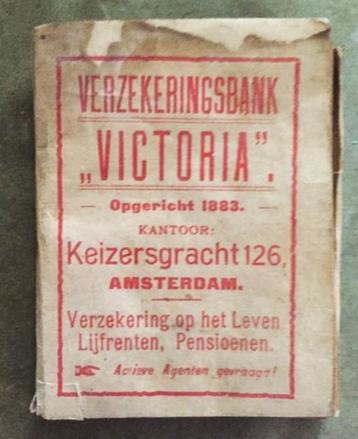 VERZEKERINGSBANK
„VICTORIA”.
— Opgericht 1883. —
KANTOOR:
Keizersgracht 126,
AMSTERDAM.
Verzekering op het Leven
Lijfrenten, Pensioenen.
☛ Actieve Agenten gevraagd!